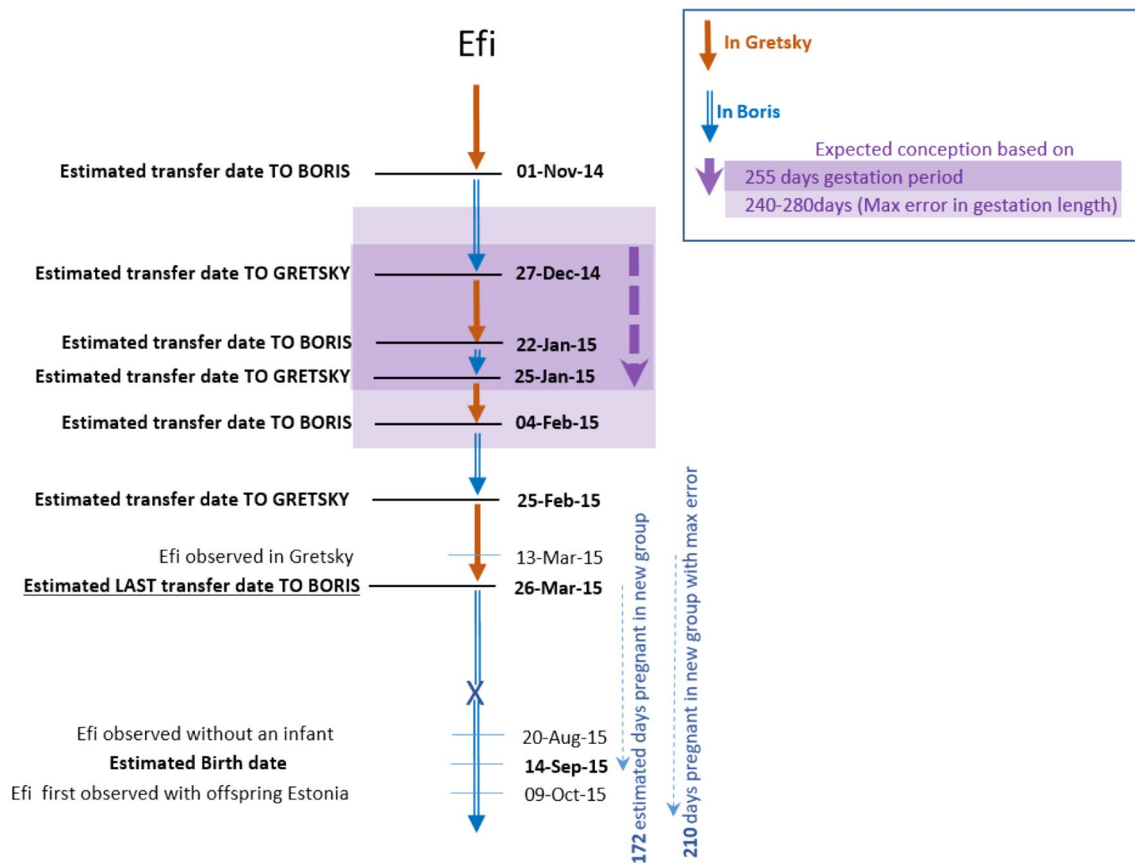 Efi
In Gretsky
In Boris
Expected conception based on
255 days gestation period
240-280days (Max error in gestation length)
Estimated transfer date TO BORIS
01-Nov-14
Estimated transfer date TO GRETSKY
27-Dec-14
Estimated transfer date TO BORIS
22-Jan-15
Estimated transfer date TO GRETSKY
25-Jan-15
Estimated transfer date TO BORIS
04-Feb-15
Estimated transfer date TO GRETSKY
25-Feb-15
Efi observed in Gretsky
13-Mar-15
Estimated LAST transfer date TO BORIS
26-Mar-15
X
Efi observed without an infant
20-Aug-15
Estimated Birth date
14-Sep-15
Efi first observed with offspring Estonia
09-Oct-15
172 estimated days pregnant in new group
210 days pregnant in new group with max error